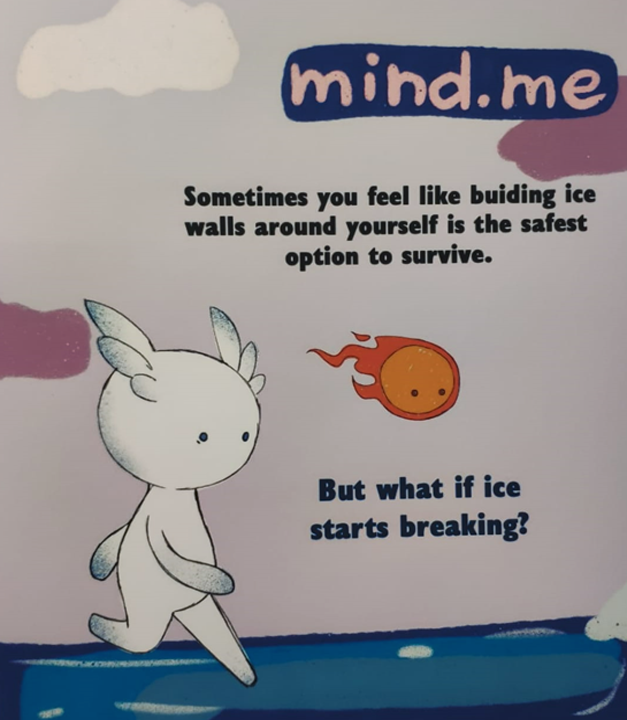 mind.me
Sometimes you feel like buiding ice
walls around yourself is the safest
option to survive.
But what if ice
starts breaking?